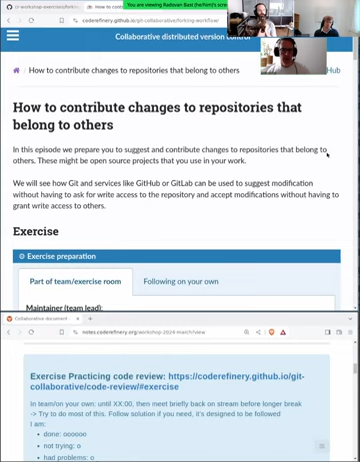 cr-workshop-exercises/forkin
How to cont
You are viewing Radovan Bast (he/him)'s scre
coderefinery.github.io/git-collaborative/forking-workflow/
Collaborative distributed version control
/ How to contribute changes to repositories that belong to others
Hub
How to contribute changes to repositories that
belong to others
In this episode we prepare you to suggest and contribute changes to repositories that belong to
others. These might be open source projects that you use in your work.
We will see how Git and services like GitHub or GitLab can be used to suggest modification
without having to ask for write access to the repository and accept modifications without having to
grant write access to others.
Exercise
Exercise preparation
Part of team/exercise room
Following on your own
Maintainer (team lead):
Collaborative document -
notes.coderefinery.org/workshop-2024-march?view
Exercise Practicing code review: https://coderefinery.github.io/git-
collaborative/code-review/#exercise
In team/on your own: until XX:00, then meet briefly back on stream before longer break
-> Try to do most of this. Follow solution if you need, it's designed to be followed
I am:
• done: oooooo
• not trying: o
• had problems: o